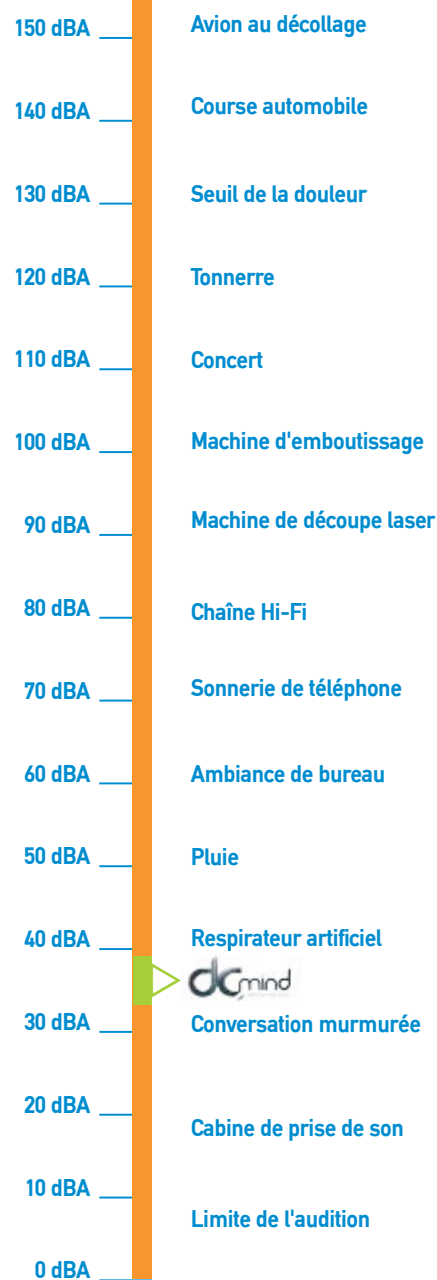 150 dBA Avion au décollage
140 dBA Course automobile
130 dBA Seuil de la douleur
120 dBA Tonnerre
110 dBA Concert
100 dBA Machine d'emboutissage
90 dBA Machine de découpe laser
80 dBA Chaîne Hi-Fi
70 dBA Sonnerie de téléphone
60 dBA Ambiance de bureau
50 dBA Pluie
40 dBA Respirateur artificiel
dcmind
30 dBA Conversation murmurée
20 dBA Cabine de prise de son
10 dBA Limite de l'audition
0 dBA